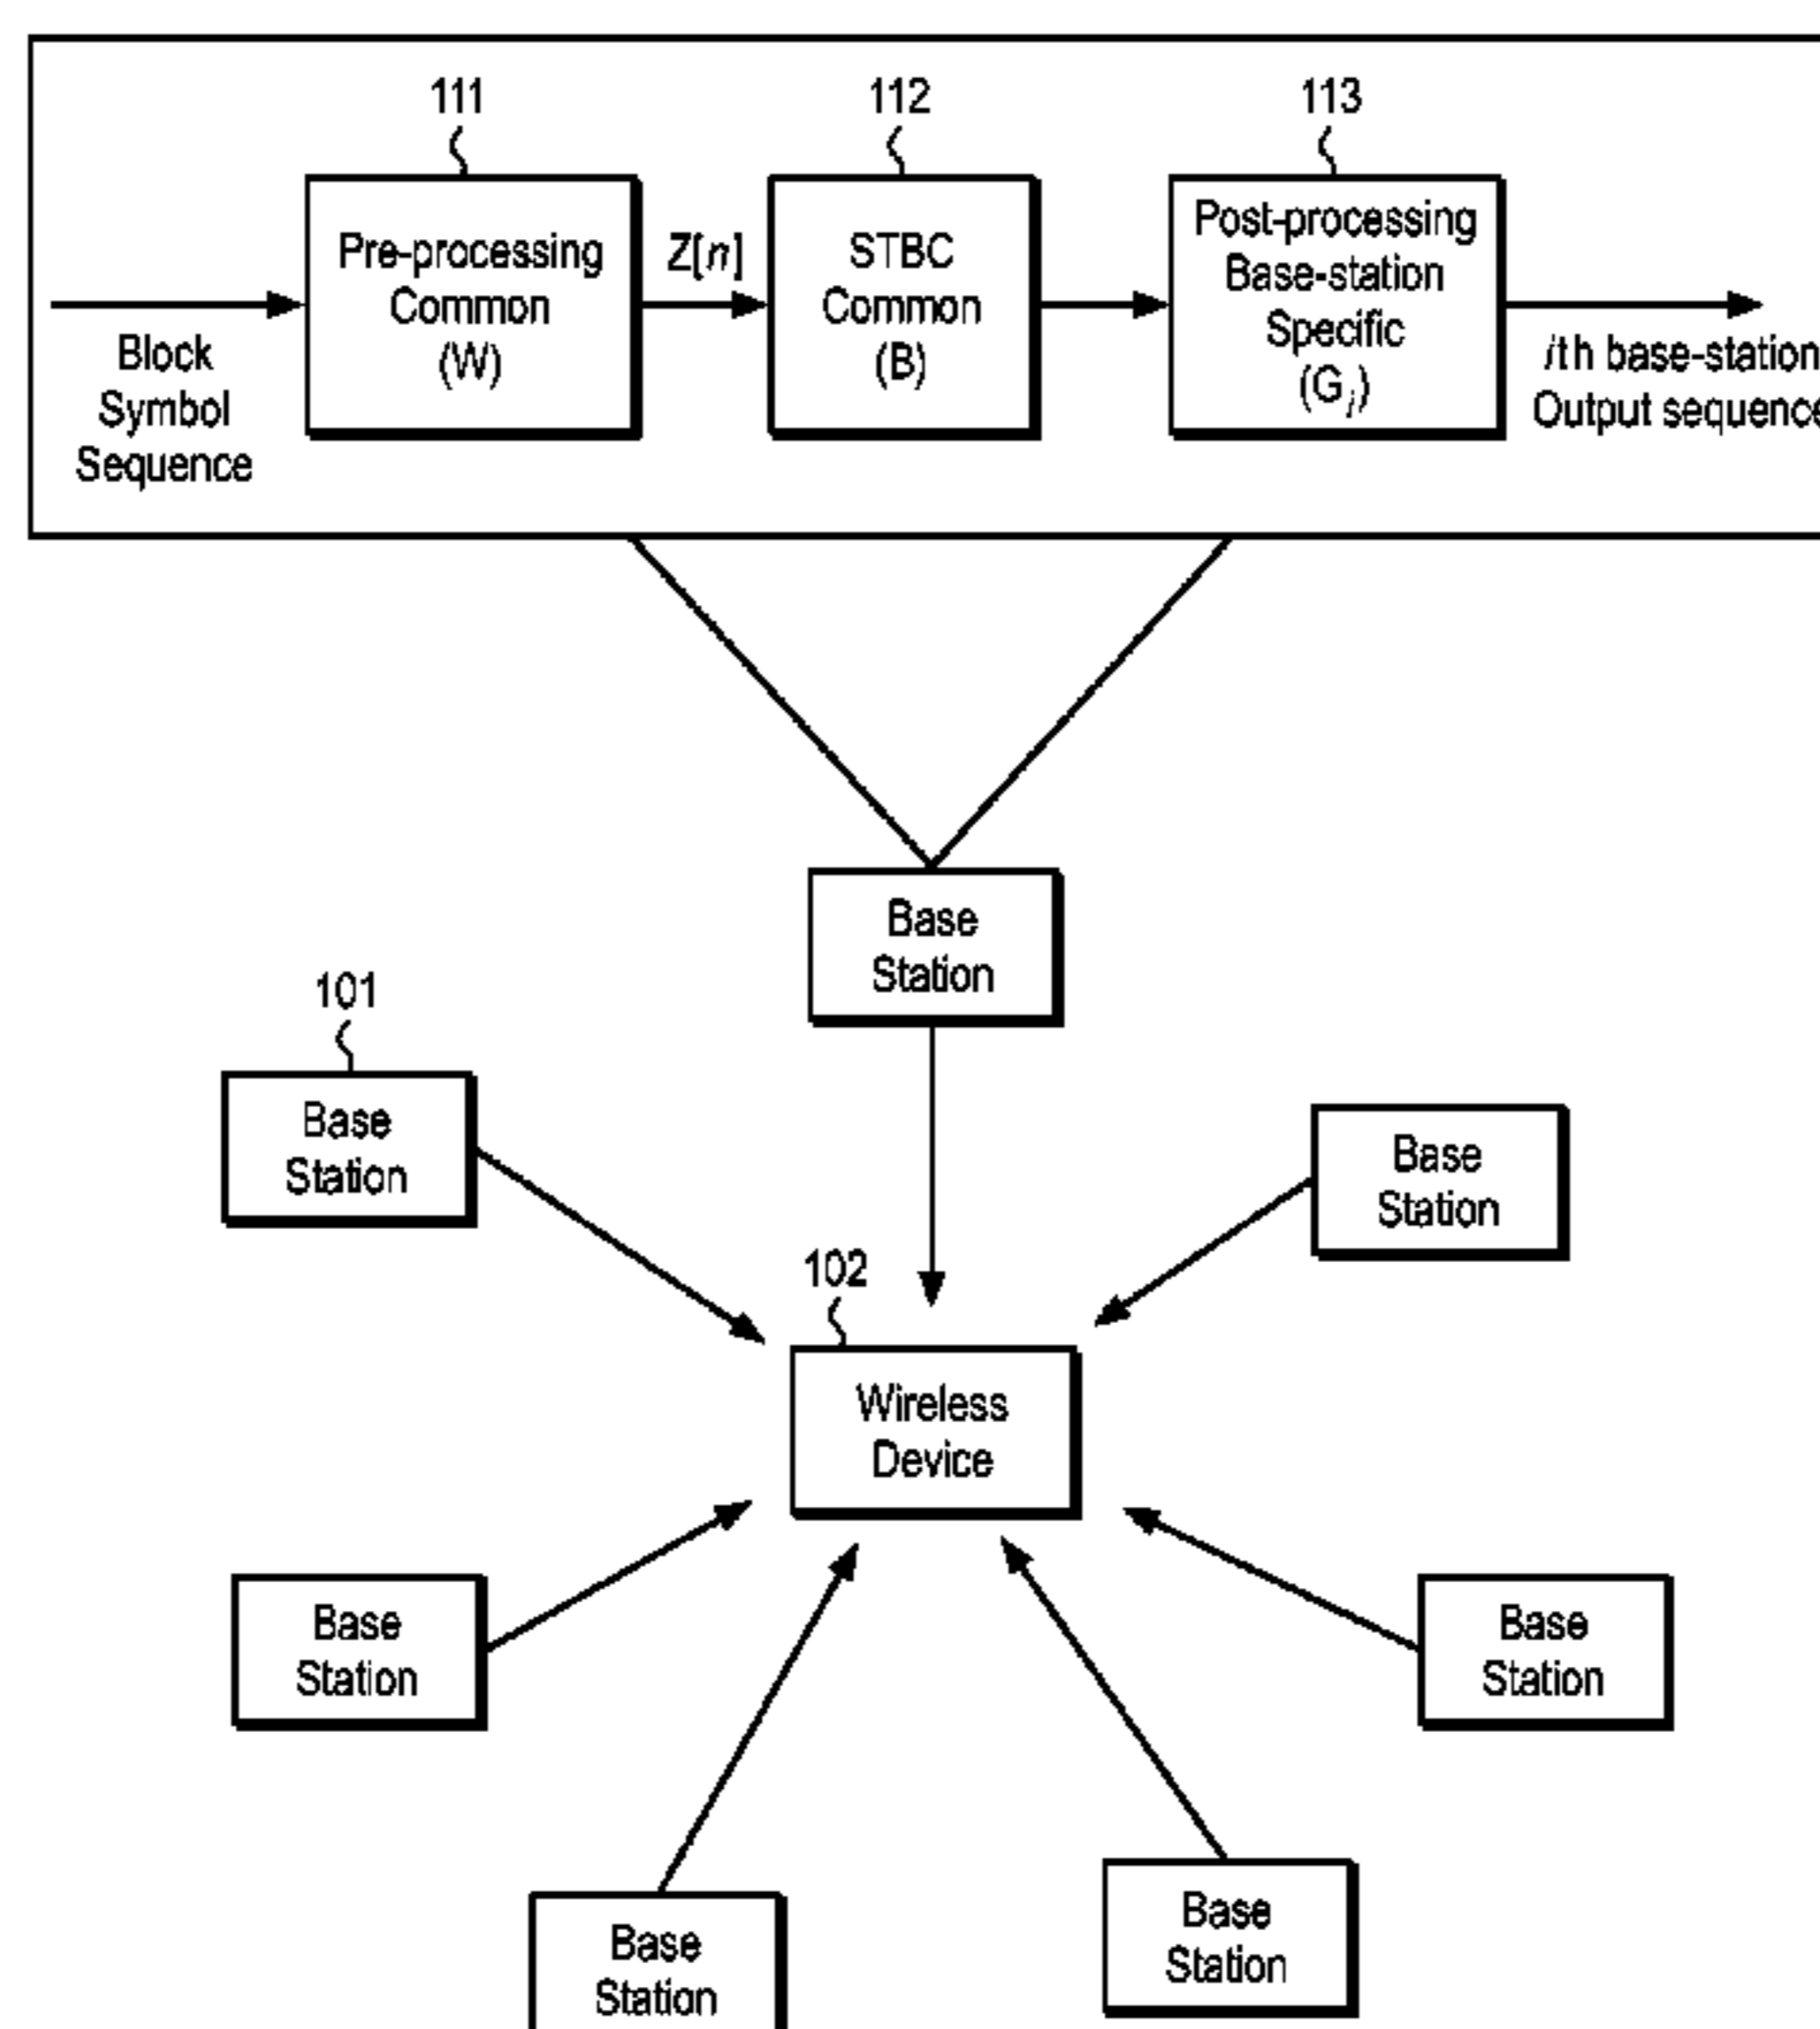 111
112
113
Pre-processing
Common
(W)
Z[n]
STBC
Common
(B)
Post-processing
Base-station
Specific
(G i)
Block
Symbol
Sequence
ith base-station
Output sequence
Base
Station
101
Base
Station
Base
Station
102
Wireless
Device
Base
Station
Base
Station
Base
Station
Base
Station